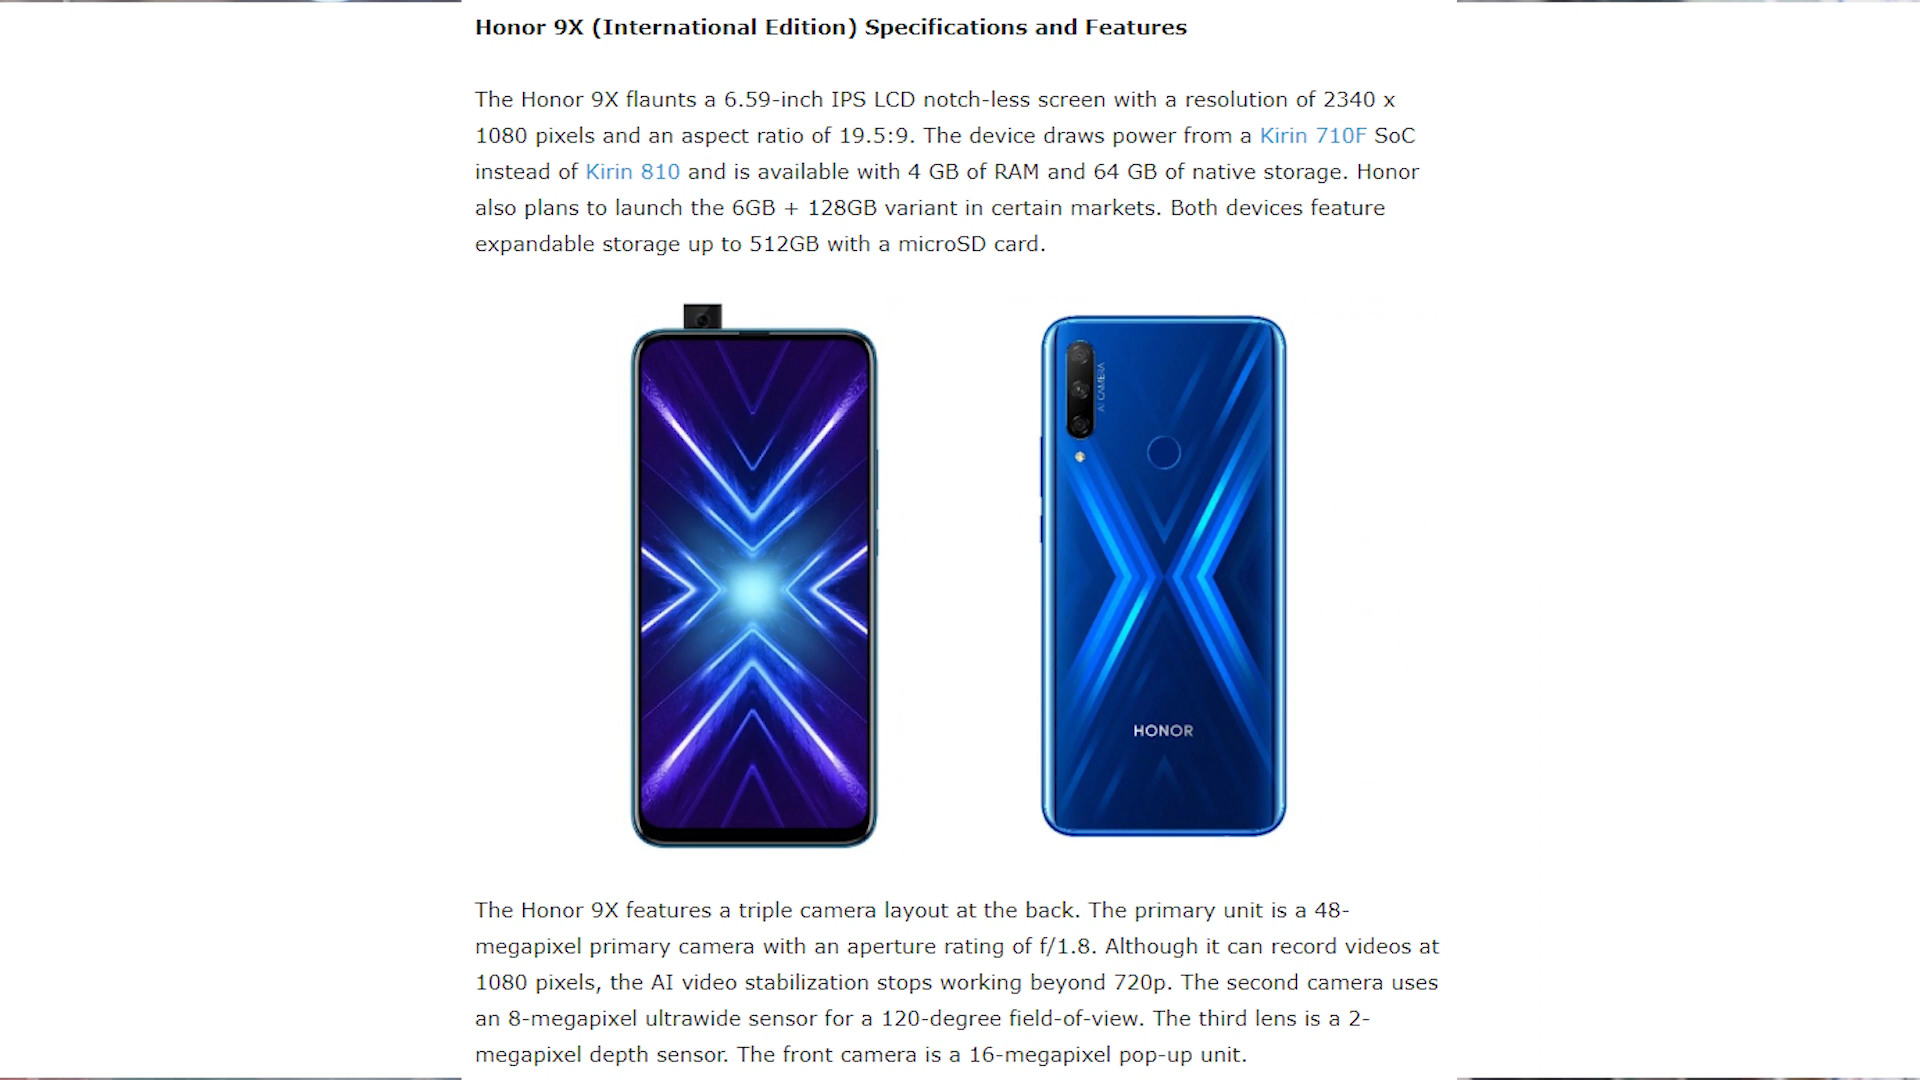 Honor 9X (International Edition) Specifications and Features
The Honor 9X flaunts a 6.59-inch IPS LCD notch-less screen with a resolution of 2340 x
1080 pixels and an aspect ratio of 19.5:9. The device draws power from a Kirin 710F SoC
instead of Kirin 810 and is available with 4 GB of RAM and 64 GB of native storage. Honor
also plans to launch the 6GB + 128GB variant in certain markets. Both devices feature
expandable storage up to 512GB with a microSD card.
AI CAMERA
HONOR
The Honor 9X features a triple camera layout at the back. The primary unit is a 48-
megapixel primary camera with an aperture rating of f/1.8. Although it can record videos at
1080 pixels, the AI video stabilization stops working beyond 720p. The second camera uses
an 8-megapixel ultrawide sensor for a 120-degree field-of-view. The third lens is a 2-
megapixel depth sensor. The front camera is a 16-megapixel pop-up unit.